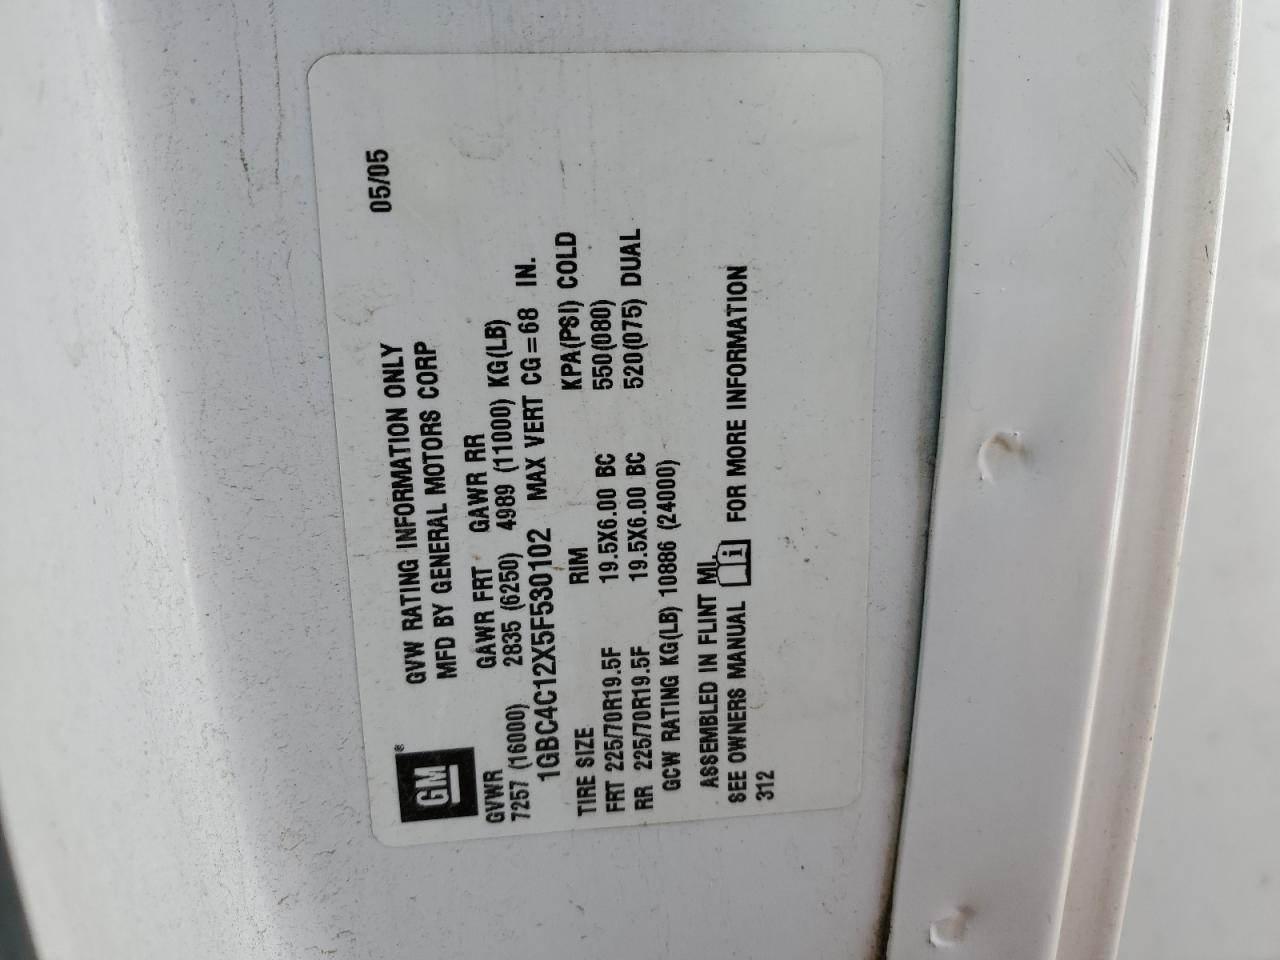 05/05
GVW RATING INFORMATION ONLY
MFD BY GENERAL MOTORS CORP
GM ®
GVWR GAWR FRT GAWR RR
7257 (16000) 2835 (6250) 4989 (11000) KG(LB)
1GBC4C12X5F530102 MAX VERT CG=68 IN.
TIRE SIZE RIM KPA(PSI) COLD
FRT 225/70R19.5F 19.5X6.00 BC 550(080)
RR 225/70R19.5F 19.5X6.00 BC 520(075) DUAL
GCW RATING KG(LB) 10886 (24000)
ASSEMBLED IN FLINT MI.
SEE OWNERS MANUAL i FOR MORE INFORMATION
312